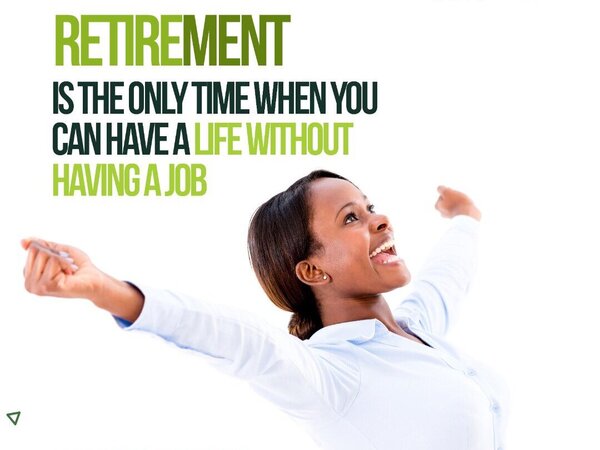 RETIREMENT
IS THE ONLY TIME WHEN YOU
CAN HAVE A LIFE WITHOUT
HAVING A JOB